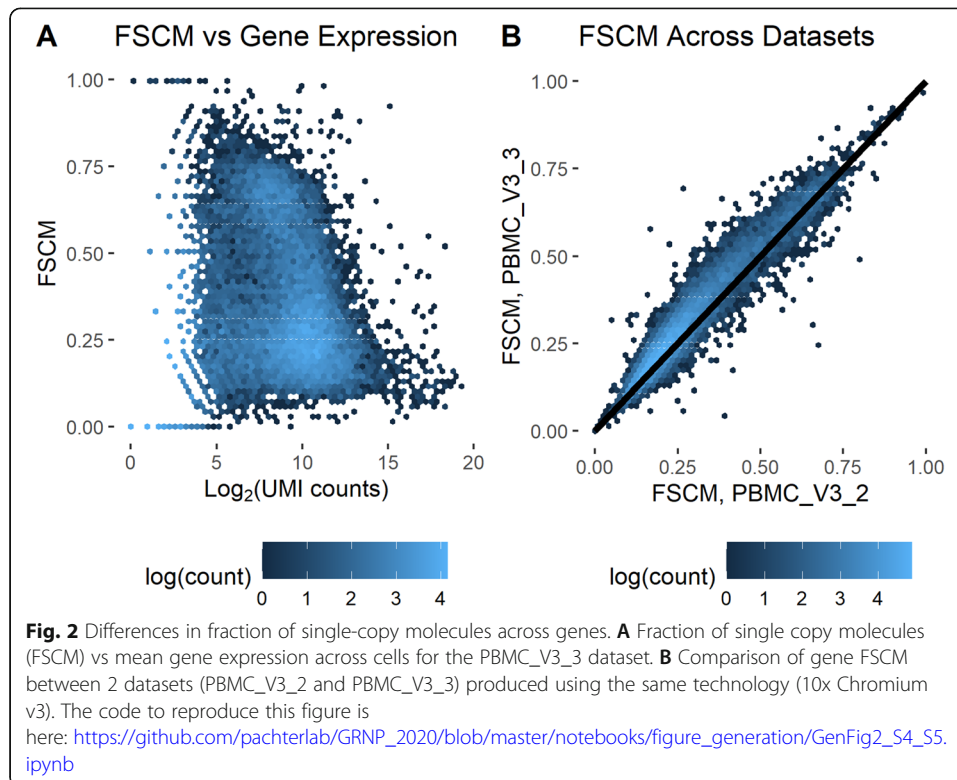 A FSCM vs Gene Expression
B FSCM Across Datasets
1.00
0.75
0.50
0.25
0.00
FSCM
0 5 10 15 20
Log2(UMI counts)
log(count)
0 1 2 3 4
1.00
0.75
0.50
0.25
0.00
FSCM, PBMC_V3_3
0.00 0.25 0.50 0.75 1.00
FSCM, PBMC_V3_2
log(count)
0 1 2 3 4
Fig. 2 Differences in fraction of single-copy molecules across genes. A Fraction of single copy molecules
(FSCM) vs mean gene expression across cells for the PBMC_V3_3 dataset. B Comparison of gene FSCM
between 2 datasets (PBMC_V3_2 and PBMC_V3_3) produced using the same technology (10x Chromium
v3). The code to reproduce this figure is
here: https://github.com/pachterlab/GRNP_2020/blob/master/notebooks/figure_generation/GenFig2_S4_S5.
ipynb